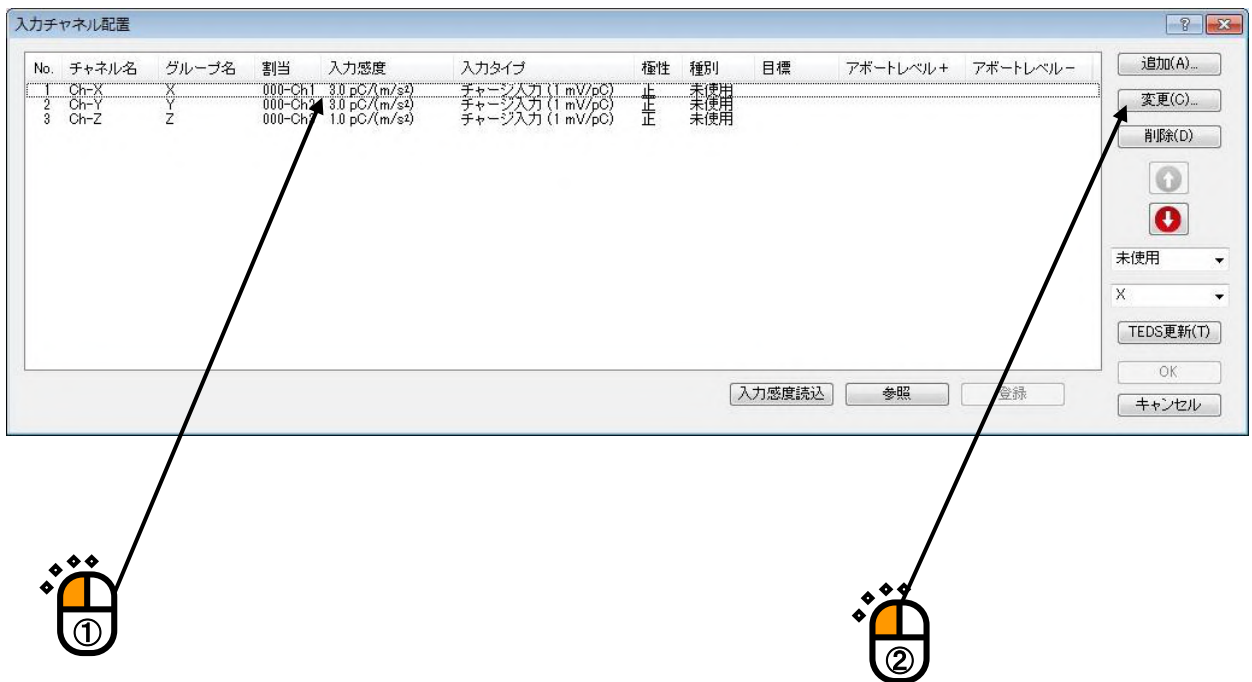 入力チャネル配置
No. チャネル名 グループ名 割当 入力感度 入力タイプ 極性 種別 目標 アボートレベル+ アボートレベル-
1 Ch-X X 000-Ch1 3.0 pC/(m/s²) チャージ入力 (1 mV/pC) 正 未使用
2 Ch-Y Y 000-Ch2 3.0 pC/(m/s²) チャージ入力 (1 mV/pC) 正 未使用
3 Ch-Z Z 000-Ch3 1.0 pC/(m/s²) チャージ入力 (1 mV/pC) 正 未使用
追加(A)...
変更(C)...
削除(D)
未使用
X
TEDS更新(T)
OK
キャンセル
入力感度読込 参照 登録
① ②